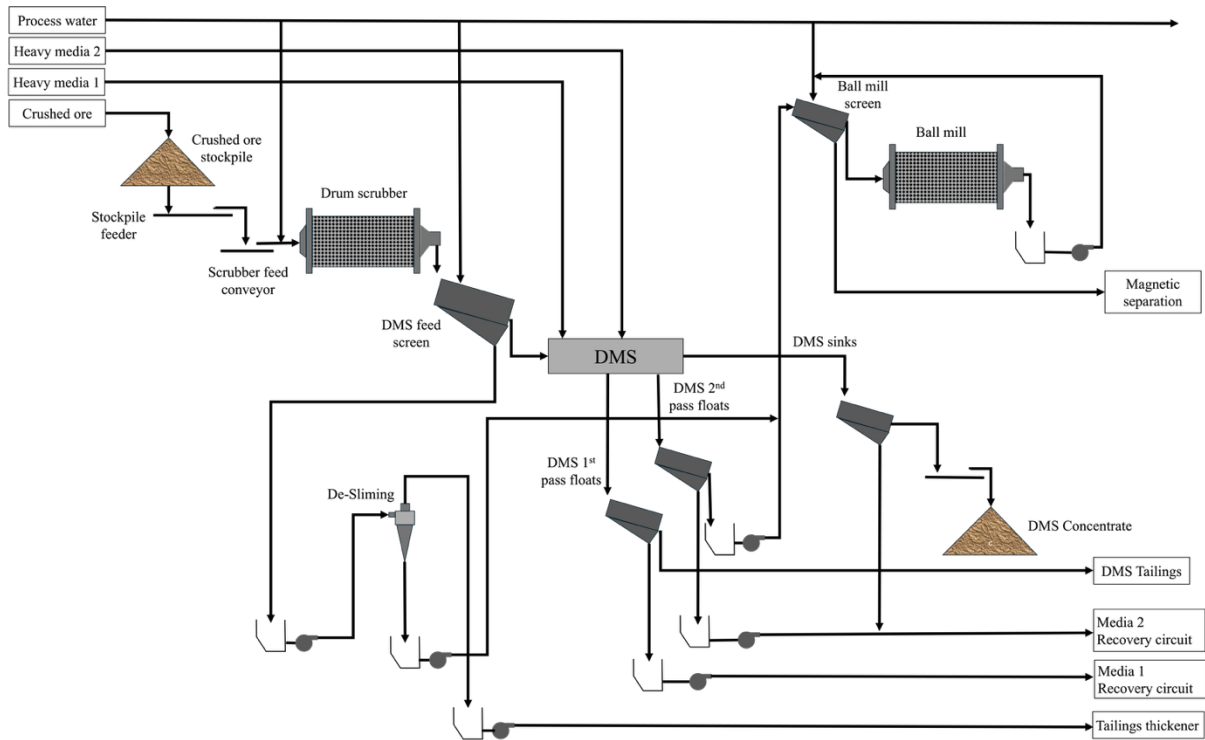 Process water
Heavy media 2
Heavy media 1
Crushed ore
Crushed ore
stockpile
Stockpile
feeder
Scrubber feed
conveyor
Drum scrubber
DMS feed
screen
DMS
DMS sinks
Ball mill
screen
Ball mill
Magnetic
separation
DMS 2nd
pass floats
DMS 1st
pass floats
De-Sliming
DMS Concentrate
DMS Tailings
Media 2
Recovery circuit
Media 1
Recovery circuit
Tailings thickener